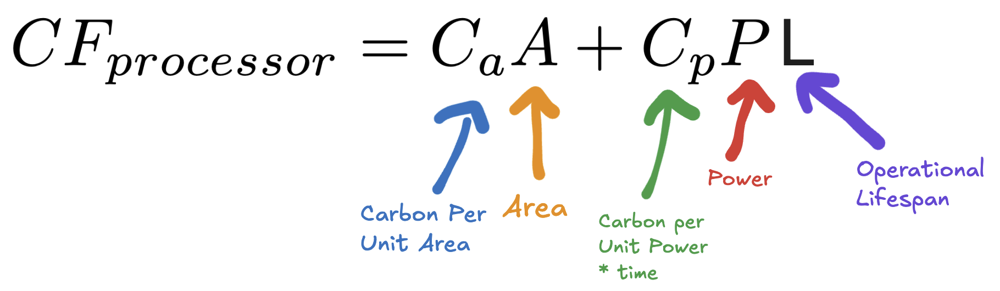 CF_processor = C_a A + C_p P L
Carbon Per
Unit Area
Area
Carbon per
Unit Power
* time
Power
Operational
Lifespan